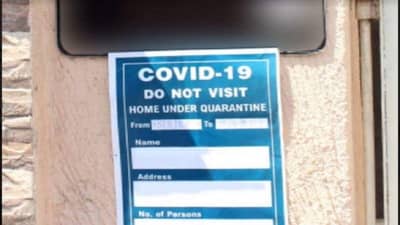 COVID-19
DO NOT VISIT
HOME UNDER QUARANTINE
From To
Name
Address
No. of Persons